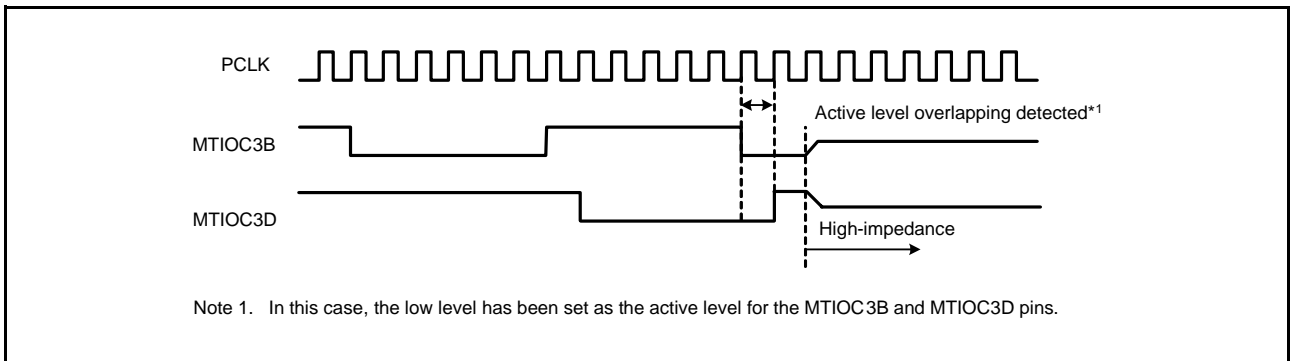 PCLK
Active level overlapping detected*1
MTIOC3B
MTIOC3D
High-impedance
Note 1. In this case, the low level has been set as the active level for the MTIOC3B and MTIOC3D pins.